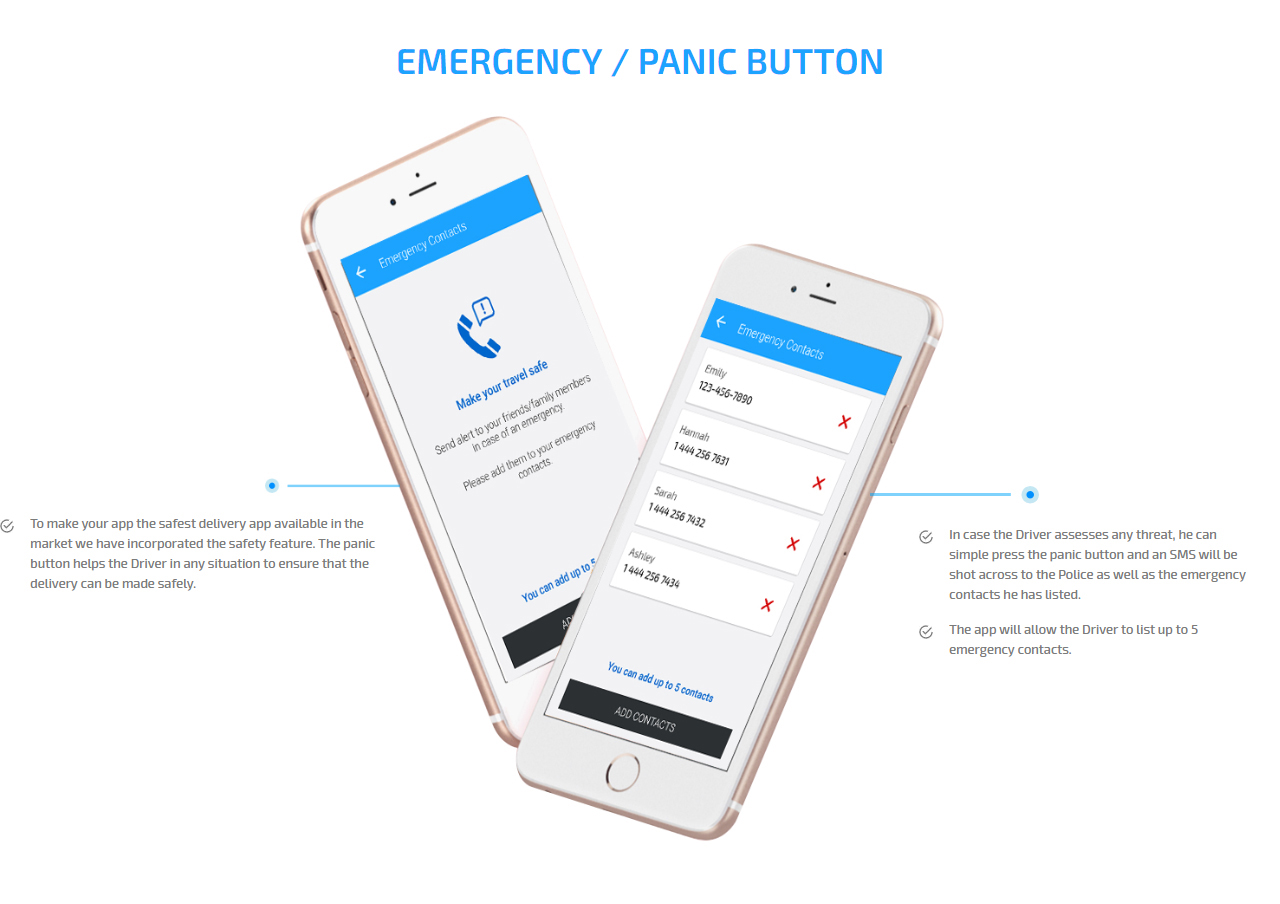 EMERGENCY / PANIC BUTTON
Emergency Contacts
Make your travel safe
Send alert to your friends/family members
in case of an emergency.
Please add them to your emergency
contacts.
You can add up to 5
Emergency Contacts
Emily
123-456-7890
Hannah
1 444 256 7631
Sarah
1 444 256 7432
Ashley
1 444 256 7434
You can add up to 5 contacts
ADD CONTACTS
To make your app the safest delivery app available in the
market we have incorporated the safety feature. The panic
button helps the Driver in any situation to ensure that the
delivery can be made safely.
In case the Driver assesses any threat, he can
simple press the panic button and an SMS will be
shot across to the Police as well as the emergency
contacts he has listed.
The app will allow the Driver to list up to 5
emergency contacts.